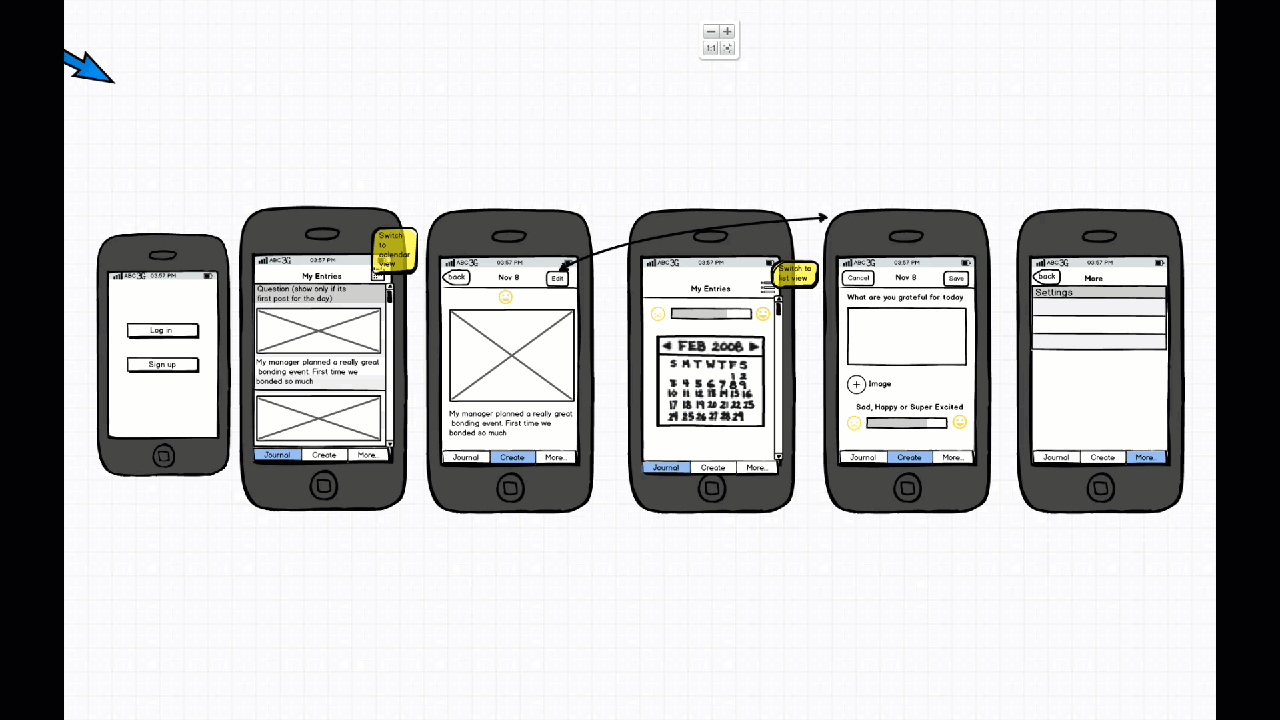 1:1
ABC 3G 03:57 PM
Log in
Sign up
ABC 3G 03:57 PM
Switch
to
calendar
view
My Entries
Question (show only if its
first post for the day)
My manager planned a really great
bonding event. First time we
bonded so much
Journal Create More...
ABC 3G 03:57 PM
back Nov 8 Edit
My manager planned a really great
bonding event. First time we
bonded so much
Journal Create More...
ABC 3G 03:57 PM
Switch to
list view
My Entries
FEB 2008
S M T W T F S
1 2
3 4 5 6 7 8 9
10 11 12 13 14 15 16
17 18 19 20 21 22 23
24 25 26 27 28 29
Journal Create More...
ABC 3G 03:57 PM
Cancel Nov 8 Save
What are you grateful for today
+ Image
Sad, Happy or Super Excited
Journal Create More...
ABC 3G 03:57 PM
back More
Settings
Journal Create More...